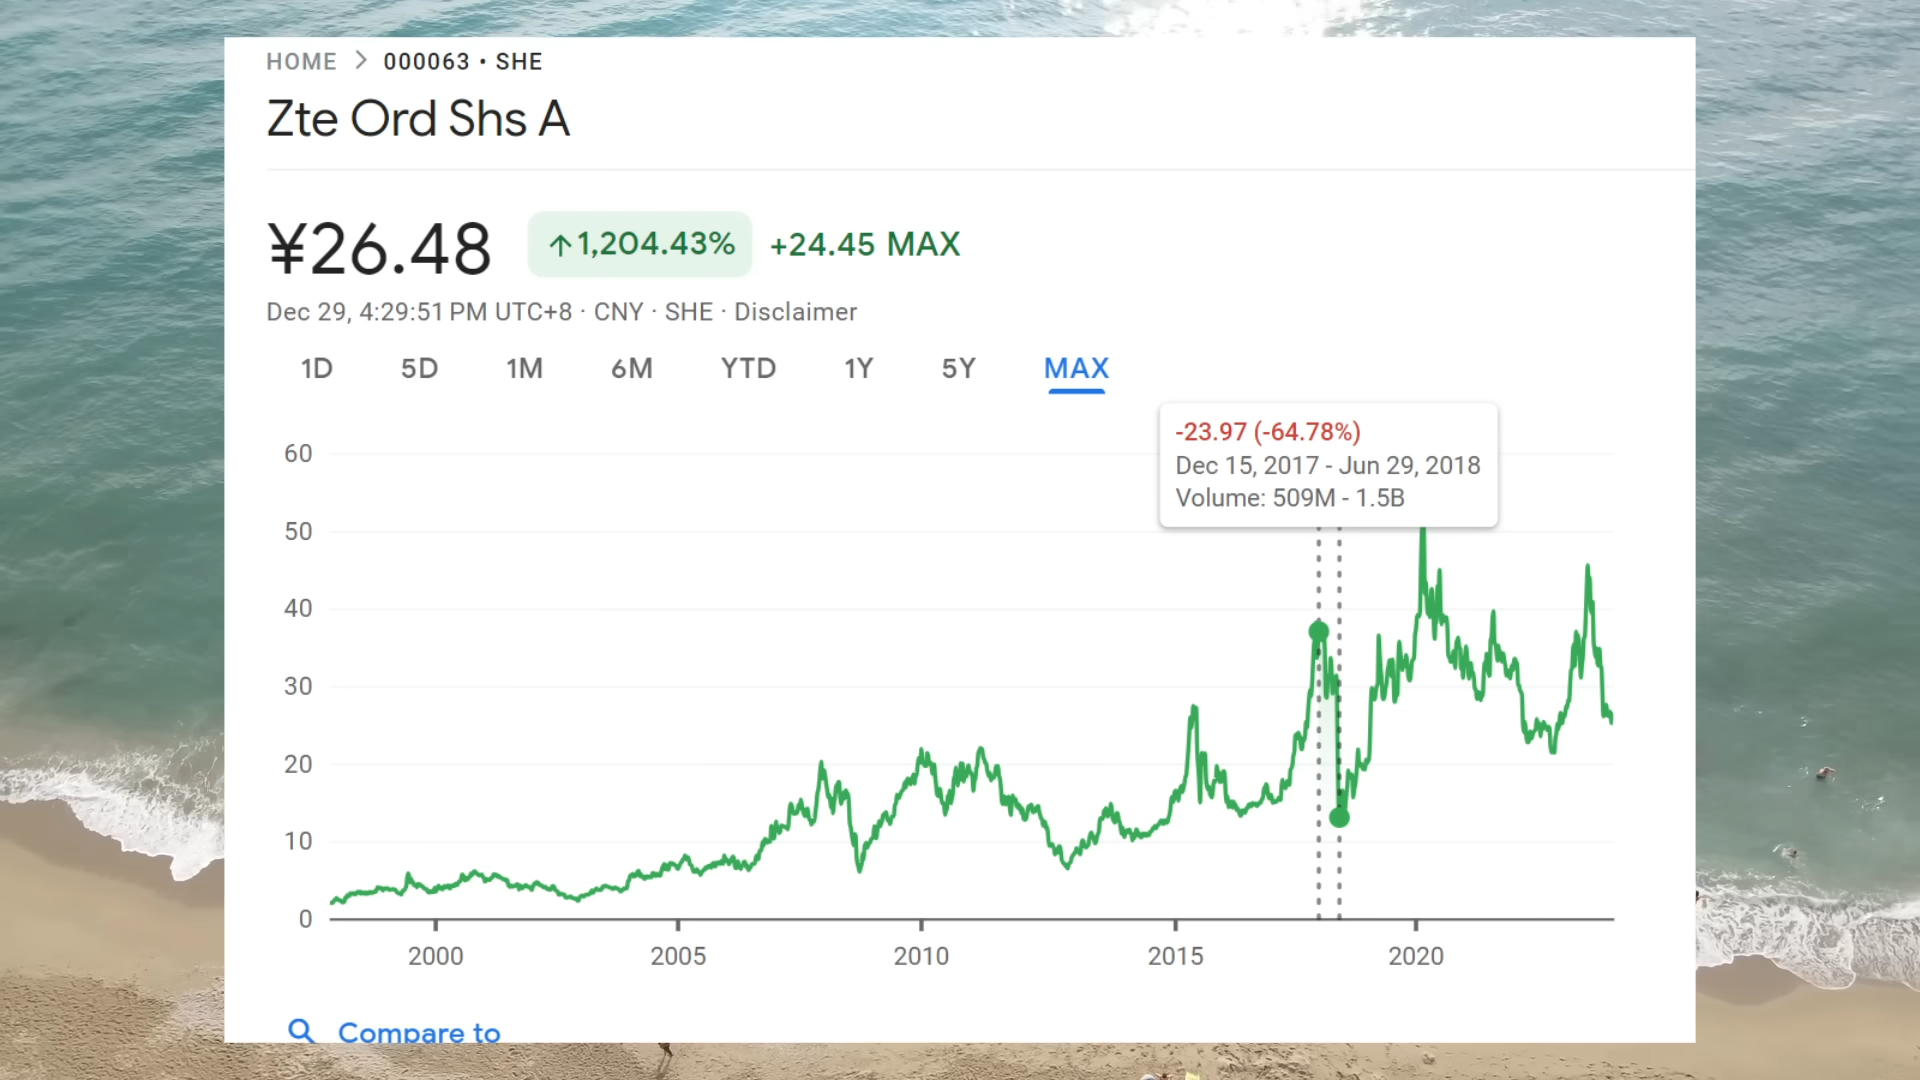 HOME > 000063 • SHE
Zte Ord Shs A
¥26.48 ↑1,204.43% +24.45 MAX
Dec 29, 4:29:51 PM UTC+8 · CNY · SHE · Disclaimer
1D 5D 1M 6M YTD 1Y 5Y MAX
-23.97 (-64.78%)
Dec 15, 2017 - Jun 29, 2018
Volume: 509M - 1.5B
60
50
40
30
20
10
0
2000 2005 2010 2015 2020
Compare to